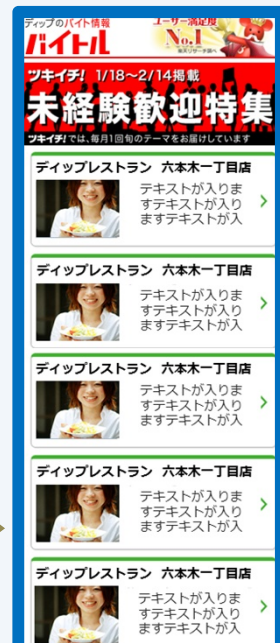 ディップのバイト情報
バイトル
ユーザー満足度
No.1
楽天リサーチ調べ
ツキイチ! 1/18～2/14掲載
未経験歓迎特集
ツキイチ!では、毎月1回旬のテーマをお届けしています
ディップレストラン 六本木一丁目店
テキストが入りま
すテキストが入り
ますテキストが入
ディップレストラン 六本木一丁目店
テキストが入りま
すテキストが入り
ますテキストが入
ディップレストラン 六本木一丁目店
テキストが入りま
すテキストが入り
ますテキストが入
ディップレストラン 六本木一丁目店
テキストが入りま
すテキストが入り
ますテキストが入
ディップレストラン 六本木一丁目店
テキストが入りま
すテキストが入り
ますテキストが入